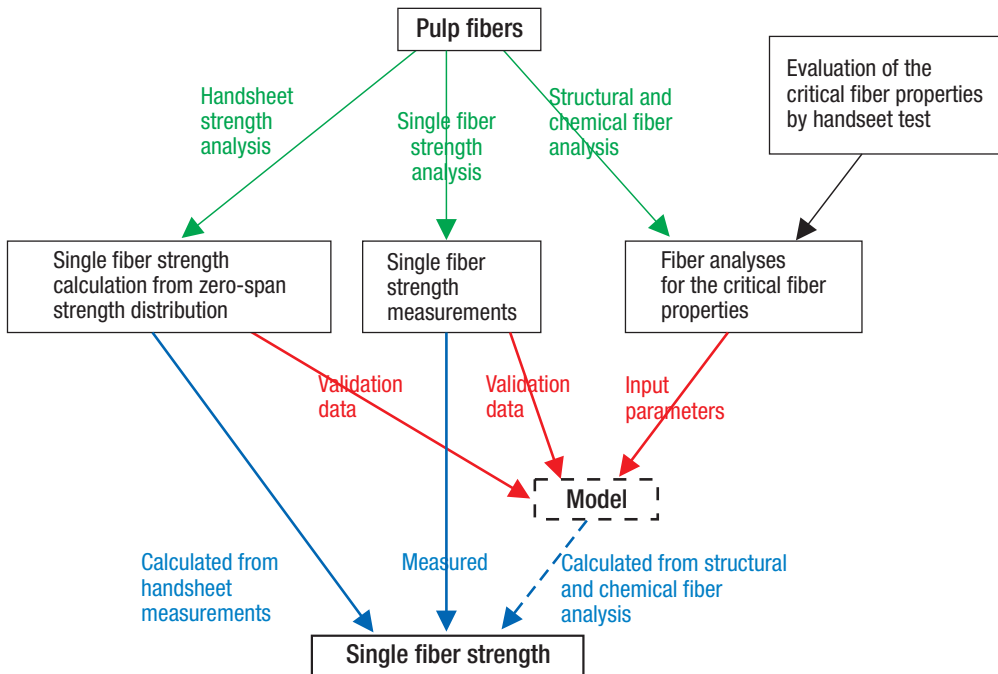 Pulp fibers
Evaluation of the
critical fiber properties
by handseet test
Handsheet
strength
analysis
Single fiber
strength
analysis
Structural and
chemical fiber
analysis
Single fiber strength
calculation from zero-span
strength distribution
Single fiber
strength
measurements
Fiber analyses
for the critical fiber
properties
Validation
data
Validation
data
Input
parameters
Model
Calculated from
handsheet
measurements
Measured
Calculated from structural
and chemical fiber
analysis
Single fiber strength